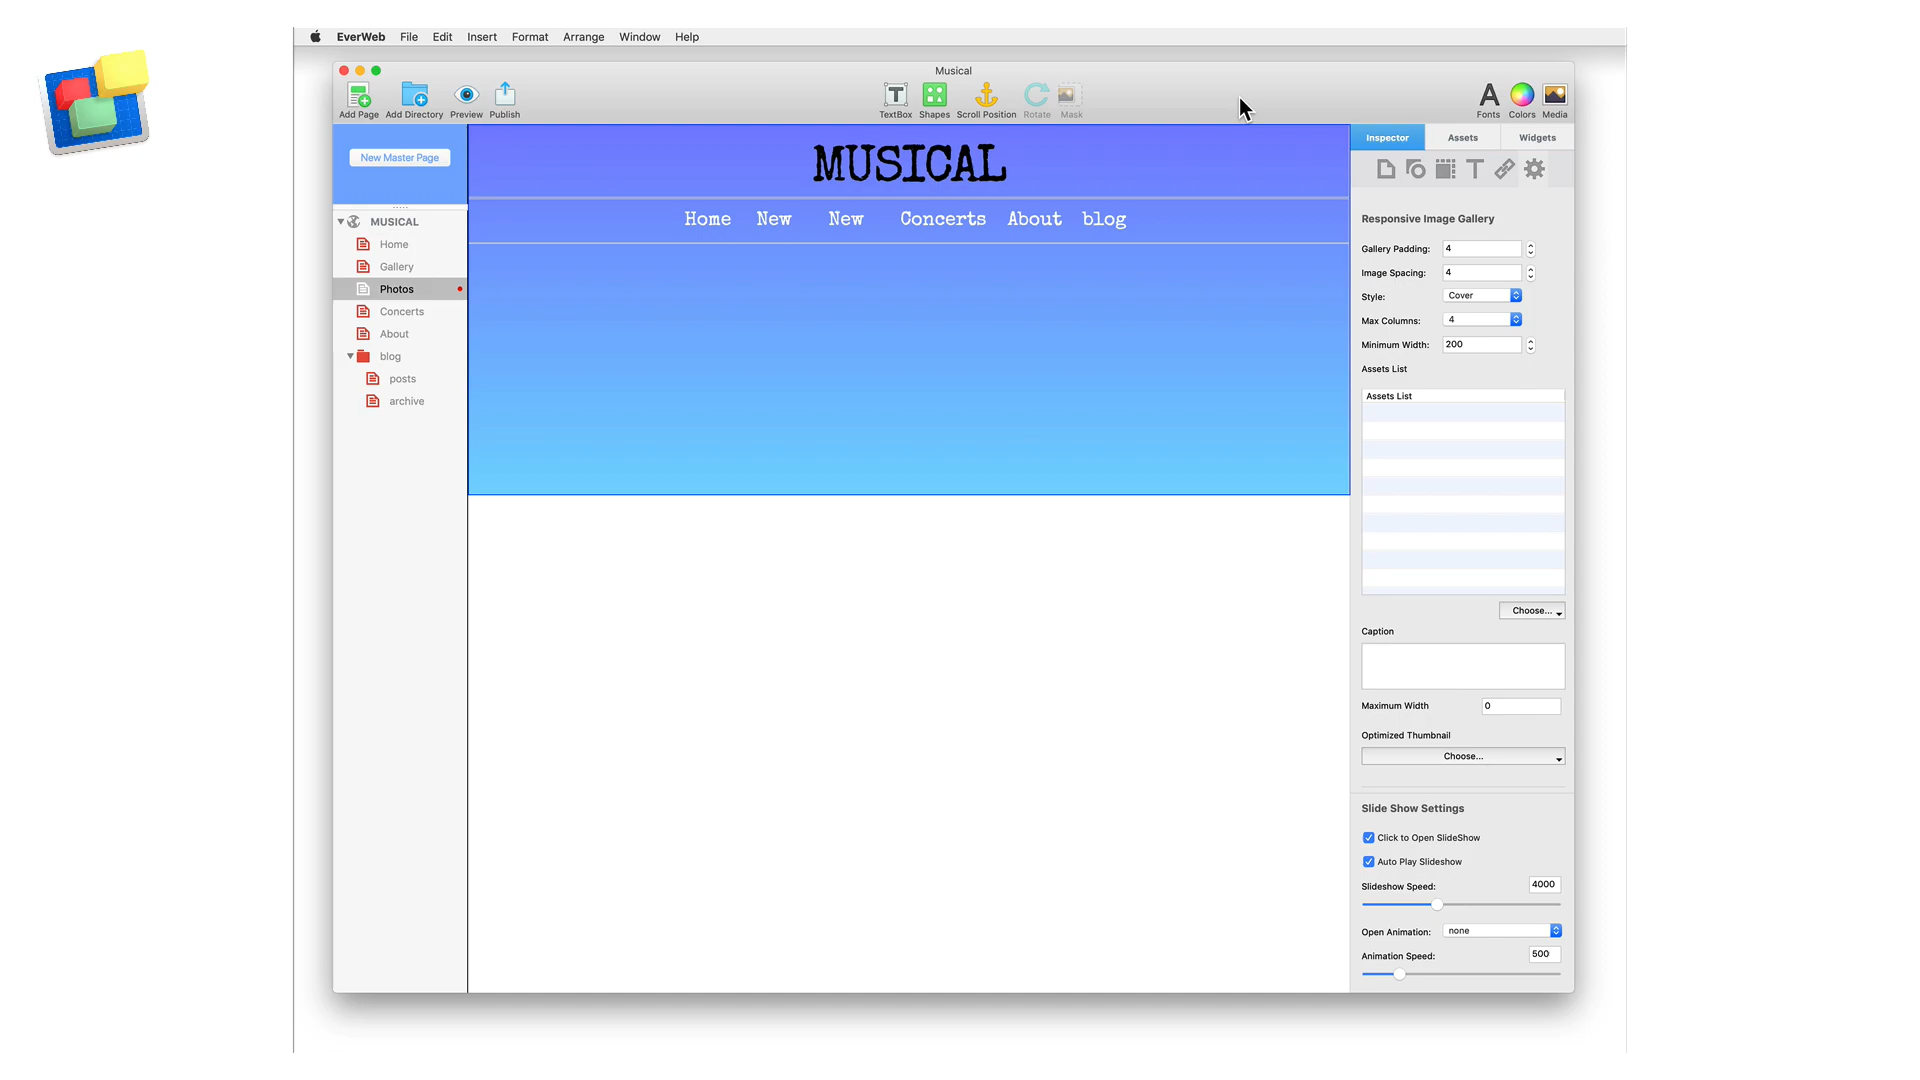 EverWeb File Edit Insert Format Arrange Window Help
Musical
Add Page Add Directory Preview Publish TextBox Shapes Scroll Position Rotate Mask Fonts Colors Media
New Master Page
MUSICAL
Home
Gallery
Photos
Concerts
About
blog
posts
archive
MUSICAL
Home New New Concerts About blog
Inspector Assets Widgets
Responsive Image Gallery
Gallery Padding: 4
Image Spacing: 4
Style: Cover
Max Columns: 4
Minimum Width: 200
Assets List
Assets List
Choose...
Caption
Maximum Width 0
Optimized Thumbnail
Choose...
Slide Show Settings
Click to Open SlideShow
Auto Play Slideshow
Slideshow Speed: 4000
Open Animation: none
Animation Speed: 500